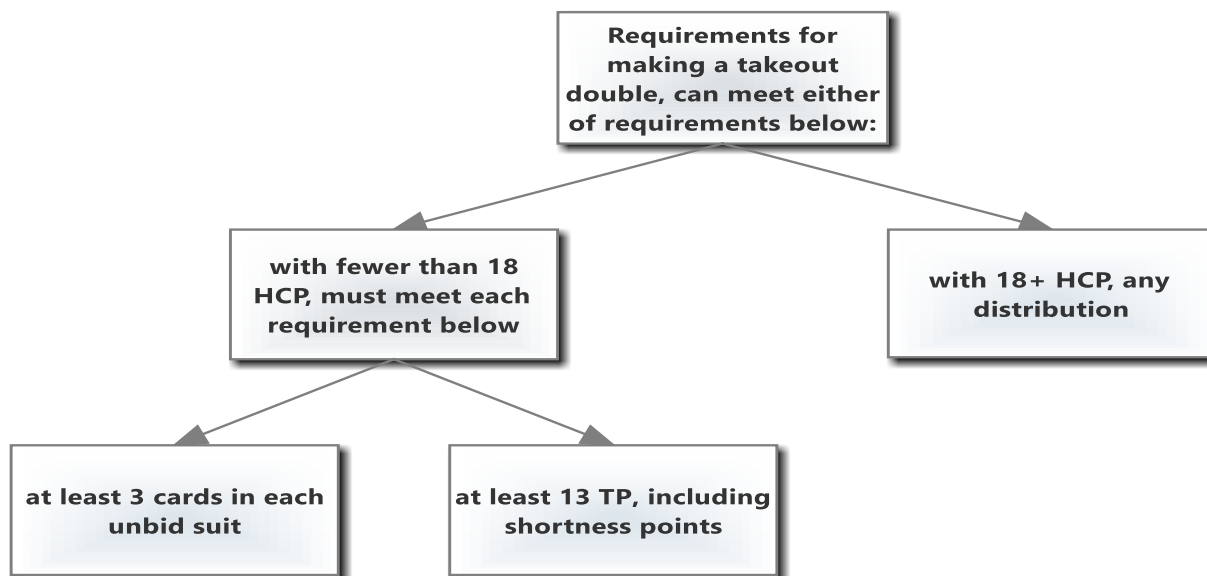 Requirements for
making a takeout
double, can meet either
of requirements below:
with fewer than 18
HCP, must meet each
requirement below
with 18+ HCP, any
distribution
at least 3 cards in each
unbid suit
at least 13 TP, including
shortness points